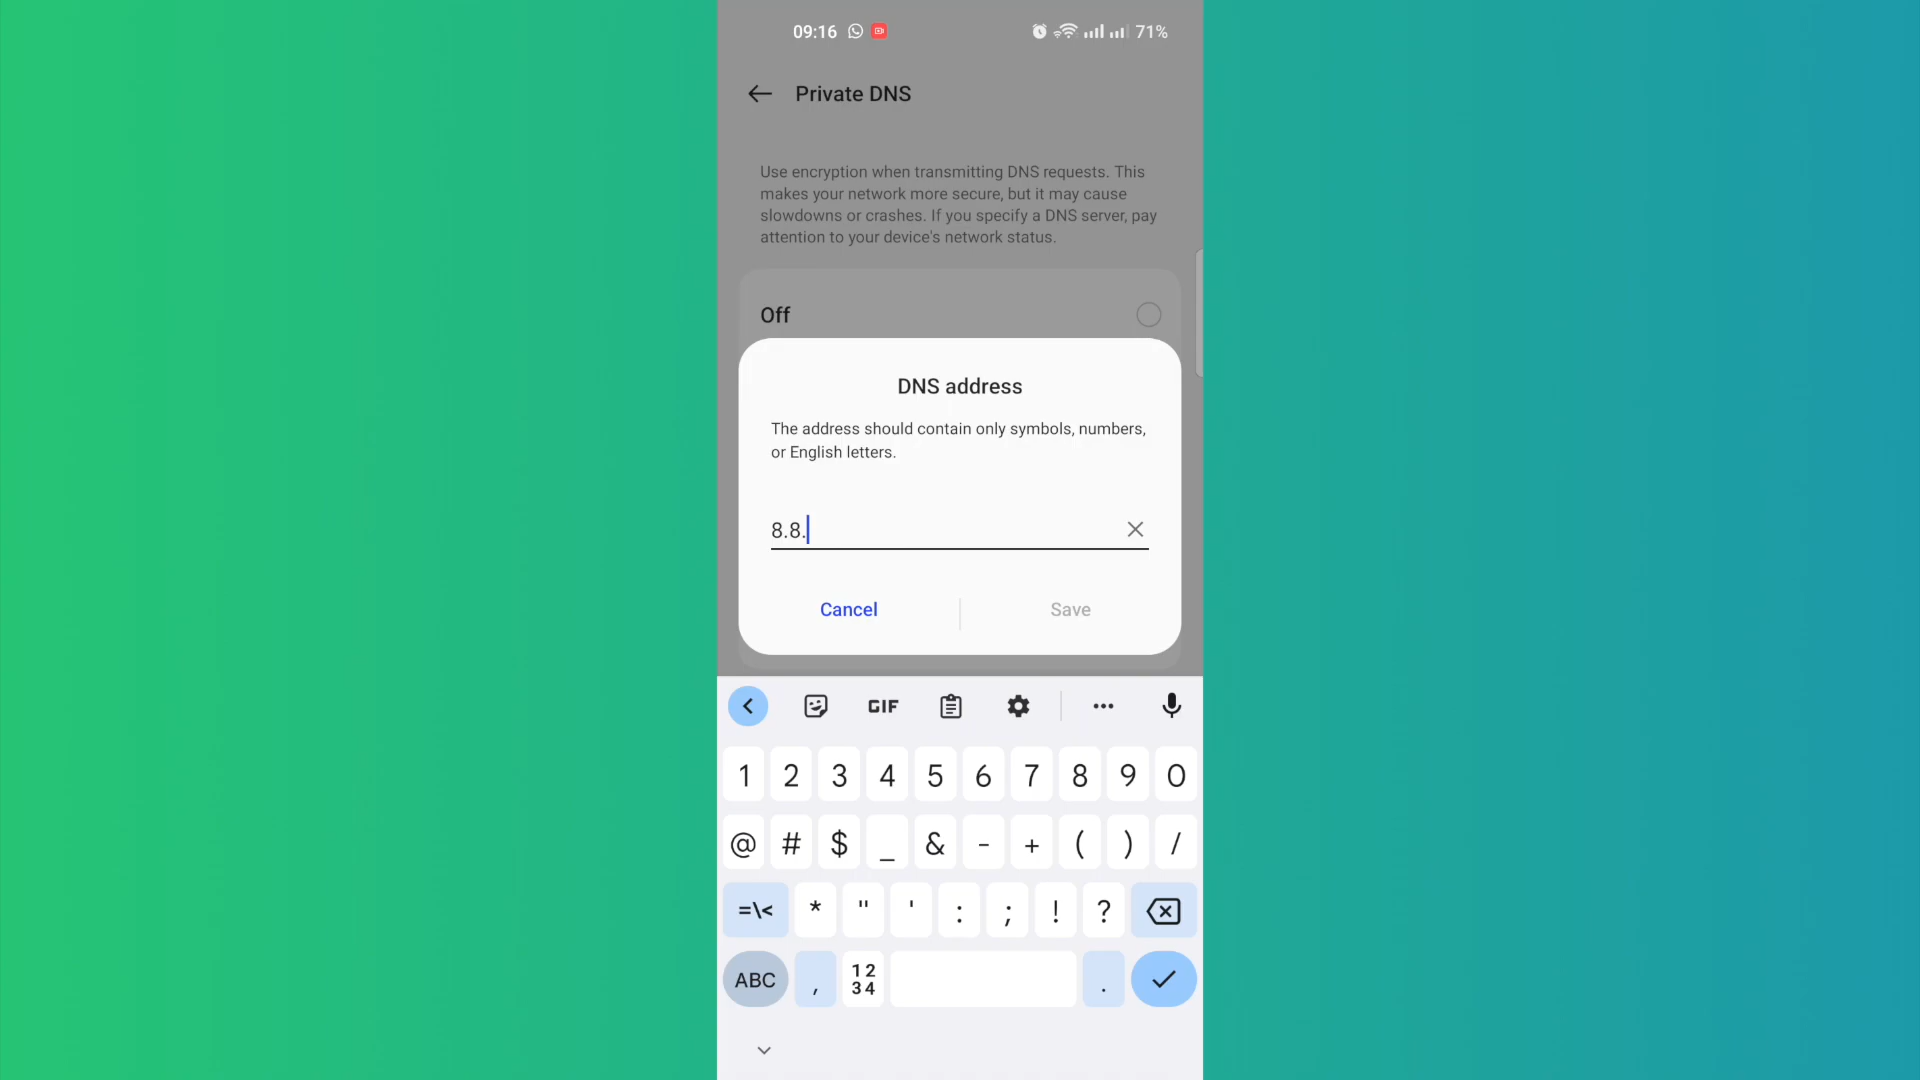 09:16 71%
Private DNS
Use encryption when transmitting DNS requests. This
makes your network more secure, but it may cause
slowdowns or crashes. If you specify a DNS server, pay
attention to your device's network status.
Off
DNS address
The address should contain only symbols, numbers,
or English letters.
8.8.
Cancel Save
GIF
1 2 3 4 5 6 7 8 9 0
@ # $ _ & - + ( ) /
=\< * " ' : ; ! ?
ABC , 12 .
34